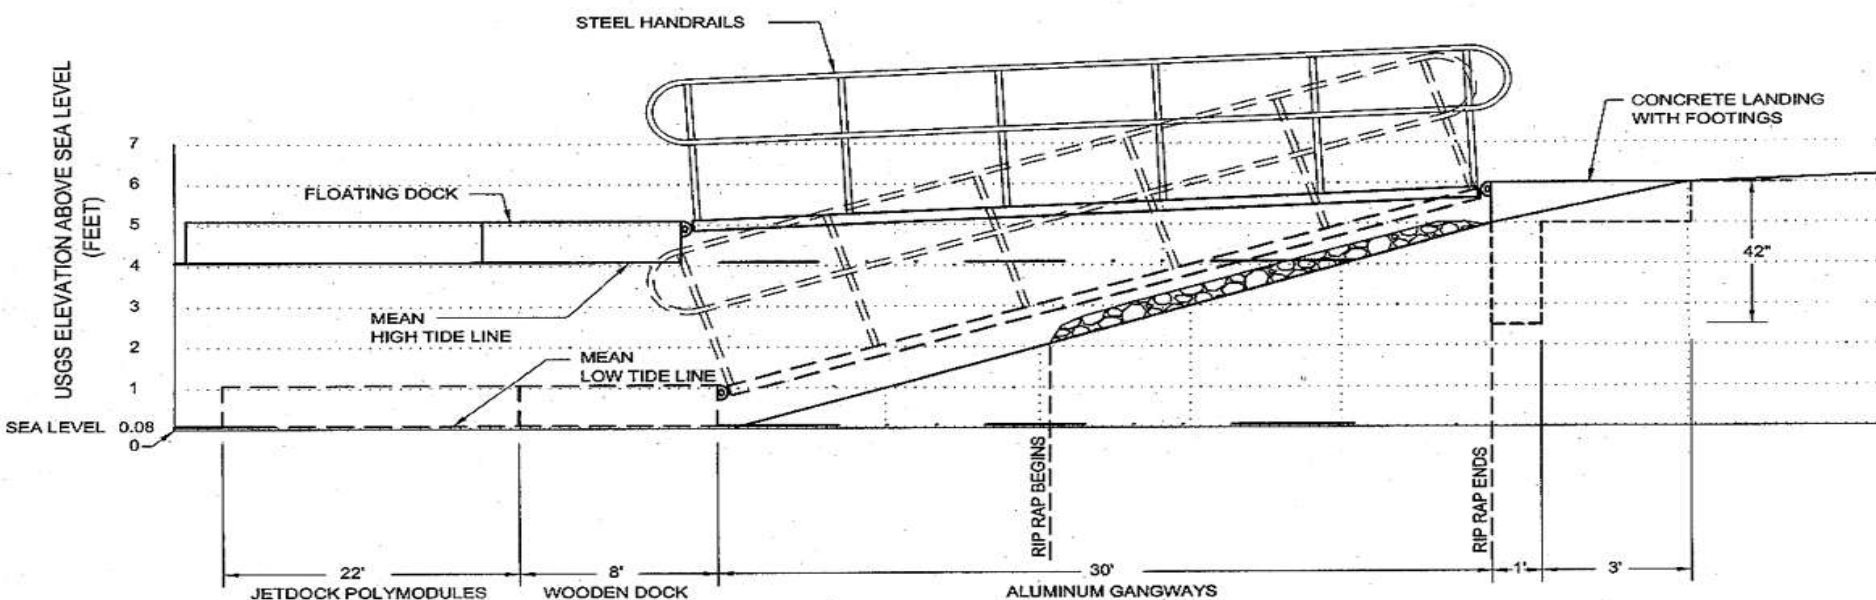 STEEL HANDRAILS
CONCRETE LANDING
WITH FOOTINGS
USGS ELEVATION ABOVE SEA LEVEL
(FEET)
7
6
5
4
3
2
1
SEA LEVEL 0.08
0
FLOATING DOCK
42"
MEAN
HIGH TIDE LINE
MEAN
LOW TIDE LINE
RIP RAP BEGINS
RIP RAP ENDS
22'
8'
30'
1'
3'
JETDOCK POLYMODULES
WOODEN DOCK
ALUMINUM GANGWAYS